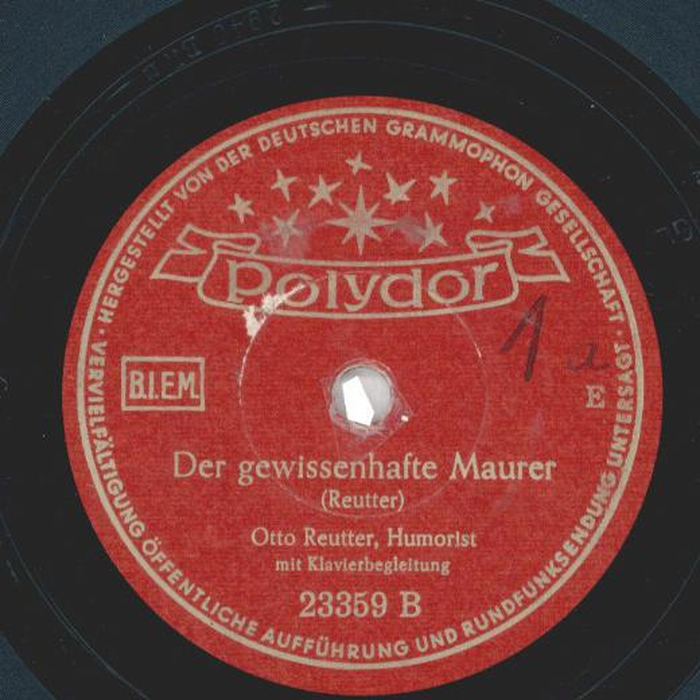 HERGESTELLT VON DER DEUTSCHEN GRAMMOPHON GESELLSCHAFT · VERVIELFÄLTIGUNG ÖFFENTLICHE AUFFÜHRUNG UND RUNDFUNKSENDUNG UNTERSAGT ·
Polydor
1 a
B.I.E.M.
E
Der gewissenhafte Maurer
(Reutter)
Otto Reutter, Humorist
mit Klavierbegleitung
23359 B